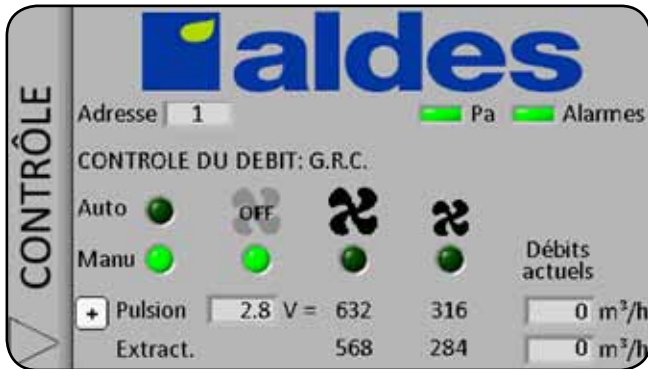 CONTRÔLE
aldes
Adresse 1 Pa Alarmes
CONTROLE DU DEBIT: G.R.C.
Auto OFF
Manu Débits actuels
+ Pulsion 2.8 V = 632 316 0 m³/h
Extract. 568 284 0 m³/h